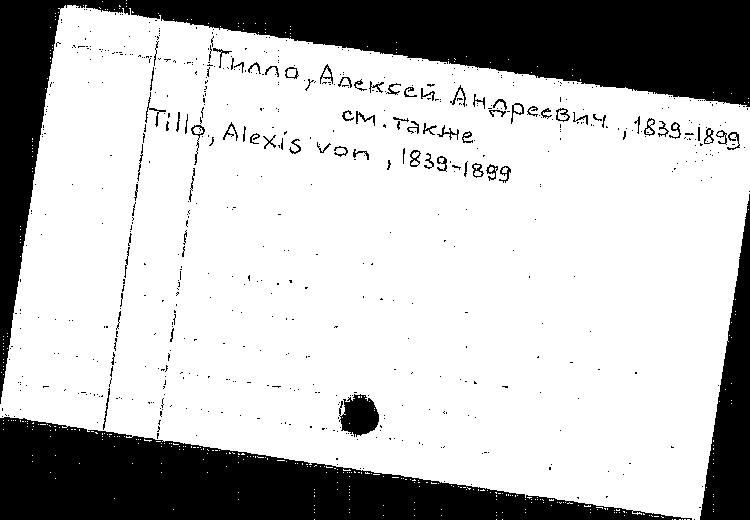 Тилло, Алексей Андреевич, 1839-1899
см. также
Tillo, Alexis von, 1839-1899